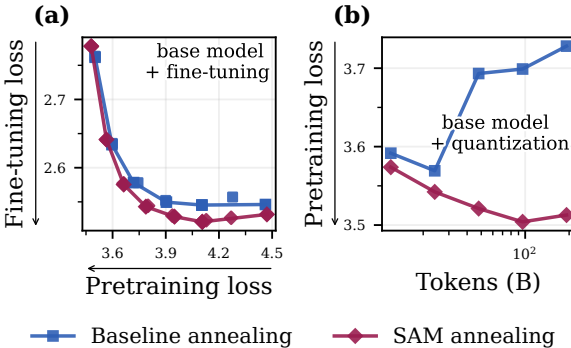 (a)
Fine-tuning loss
2.7
2.6
base model
+ fine-tuning
3.6
3.9
4.2
4.5
Pretraining loss
(b)
Pretraining loss
3.7
3.6
3.5
base model
+ quantization
10²
Tokens (B)
Baseline annealing
SAM annealing